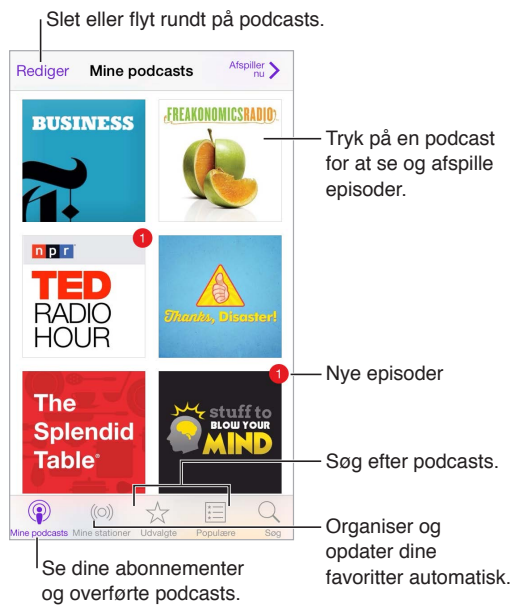 Slet eller flyt rundt på podcasts.
Rediger
Mine podcasts
Afspiller
nu
BUSINESS
FREAKONOMICSRADIO
Tryk på en podcast
for at se og afspille
episoder.
npr
1
TED
RADIO
HOUR
Thanks, Disaster!
The
Splendid
Table®
1
stuff to
BLOW YOUR
MIND
Nye episoder
Søg efter podcasts.
Mine podcasts
Mine stationer
Udvalgte
Populære
Søg
Organiser og
opdater dine
favoritter automatisk.
Se dine abonnementer
og overførte podcasts.